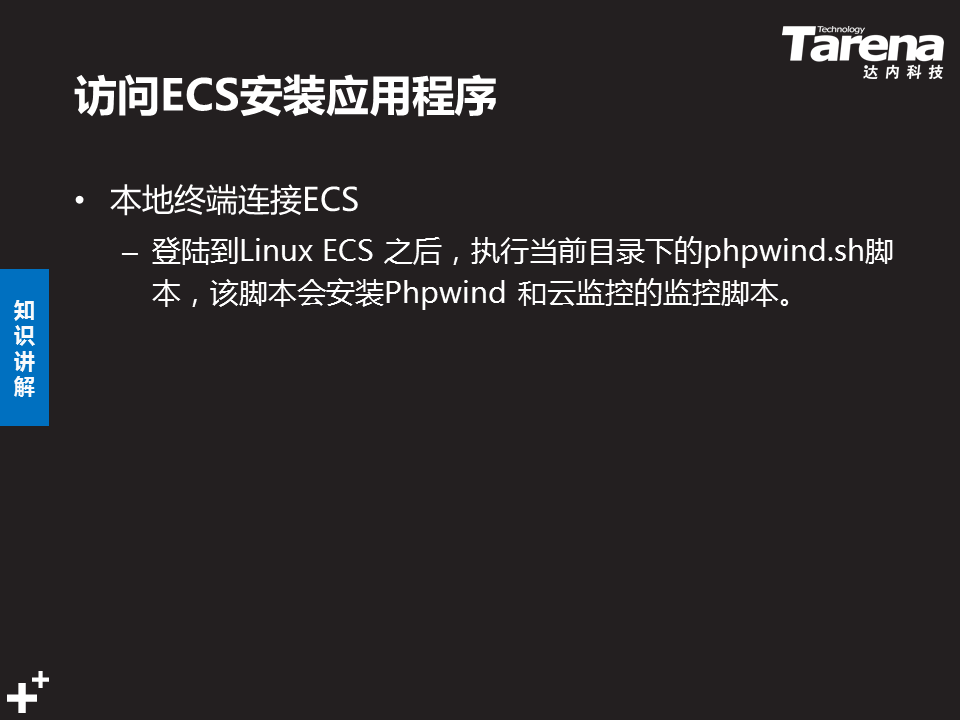 Technology
Tarena
达内科技
访问ECS安装应用程序
• 本地终端连接ECS
– 登陆到Linux ECS 之后，执行当前目录下的phpwind.sh脚
本，该脚本会安装Phpwind 和云监控的监控脚本。
知
识
讲
解